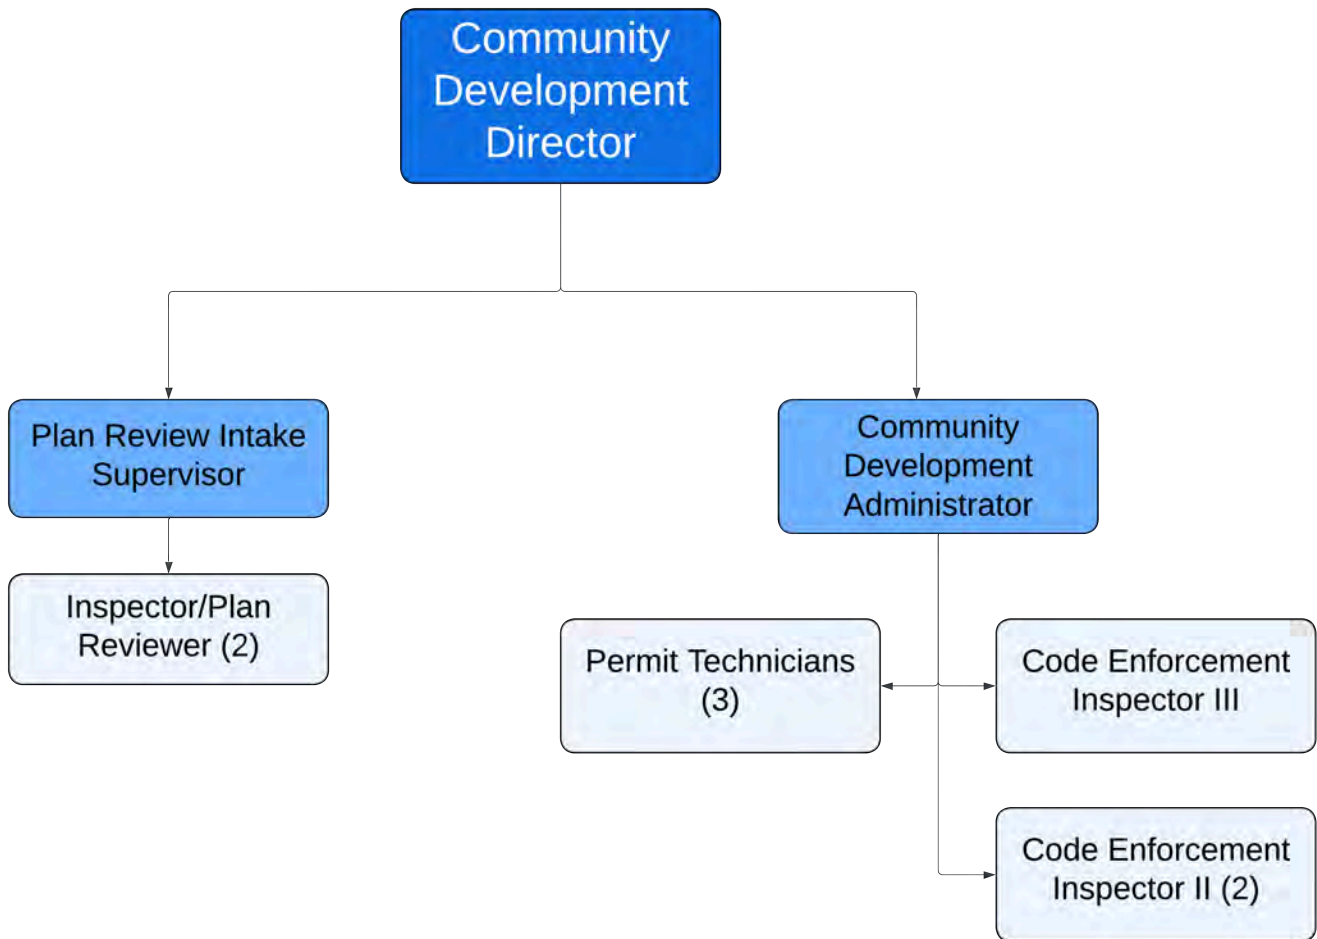 Community
Development
Director
Plan Review Intake
Supervisor
Community
Development
Administrator
Inspector/Plan
Reviewer (2)
Permit Technicians
(3)
Code Enforcement
Inspector III
Code Enforcement
Inspector II (2)